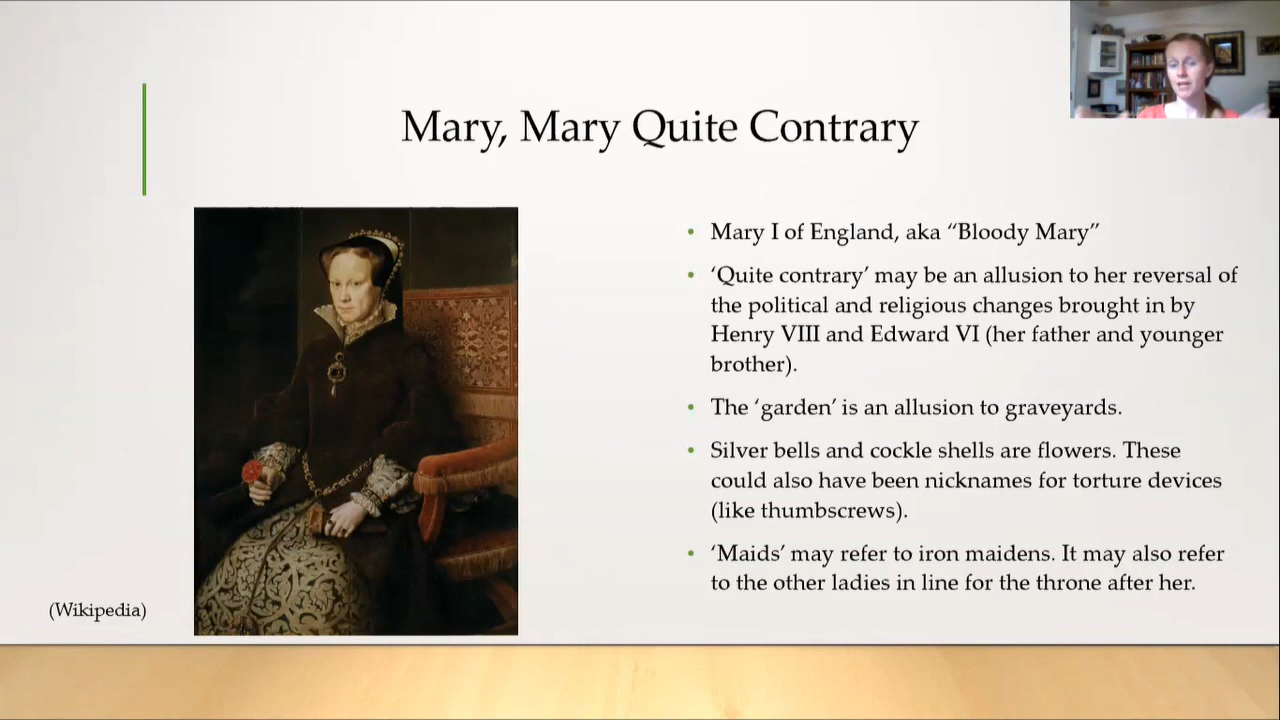 Mary, Mary Quite Contrary
• Mary I of England, aka “Bloody Mary”
• ‘Quite contrary’ may be an allusion to her reversal of
the political and religious changes brought in by
Henry VIII and Edward VI (her father and younger
brother).
• The ‘garden’ is an allusion to graveyards.
• Silver bells and cockle shells are flowers. These
could also have been nicknames for torture devices
(like thumbscrews).
• ‘Maids’ may refer to iron maidens. It may also refer
to the other ladies in line for the throne after her.
(Wikipedia)